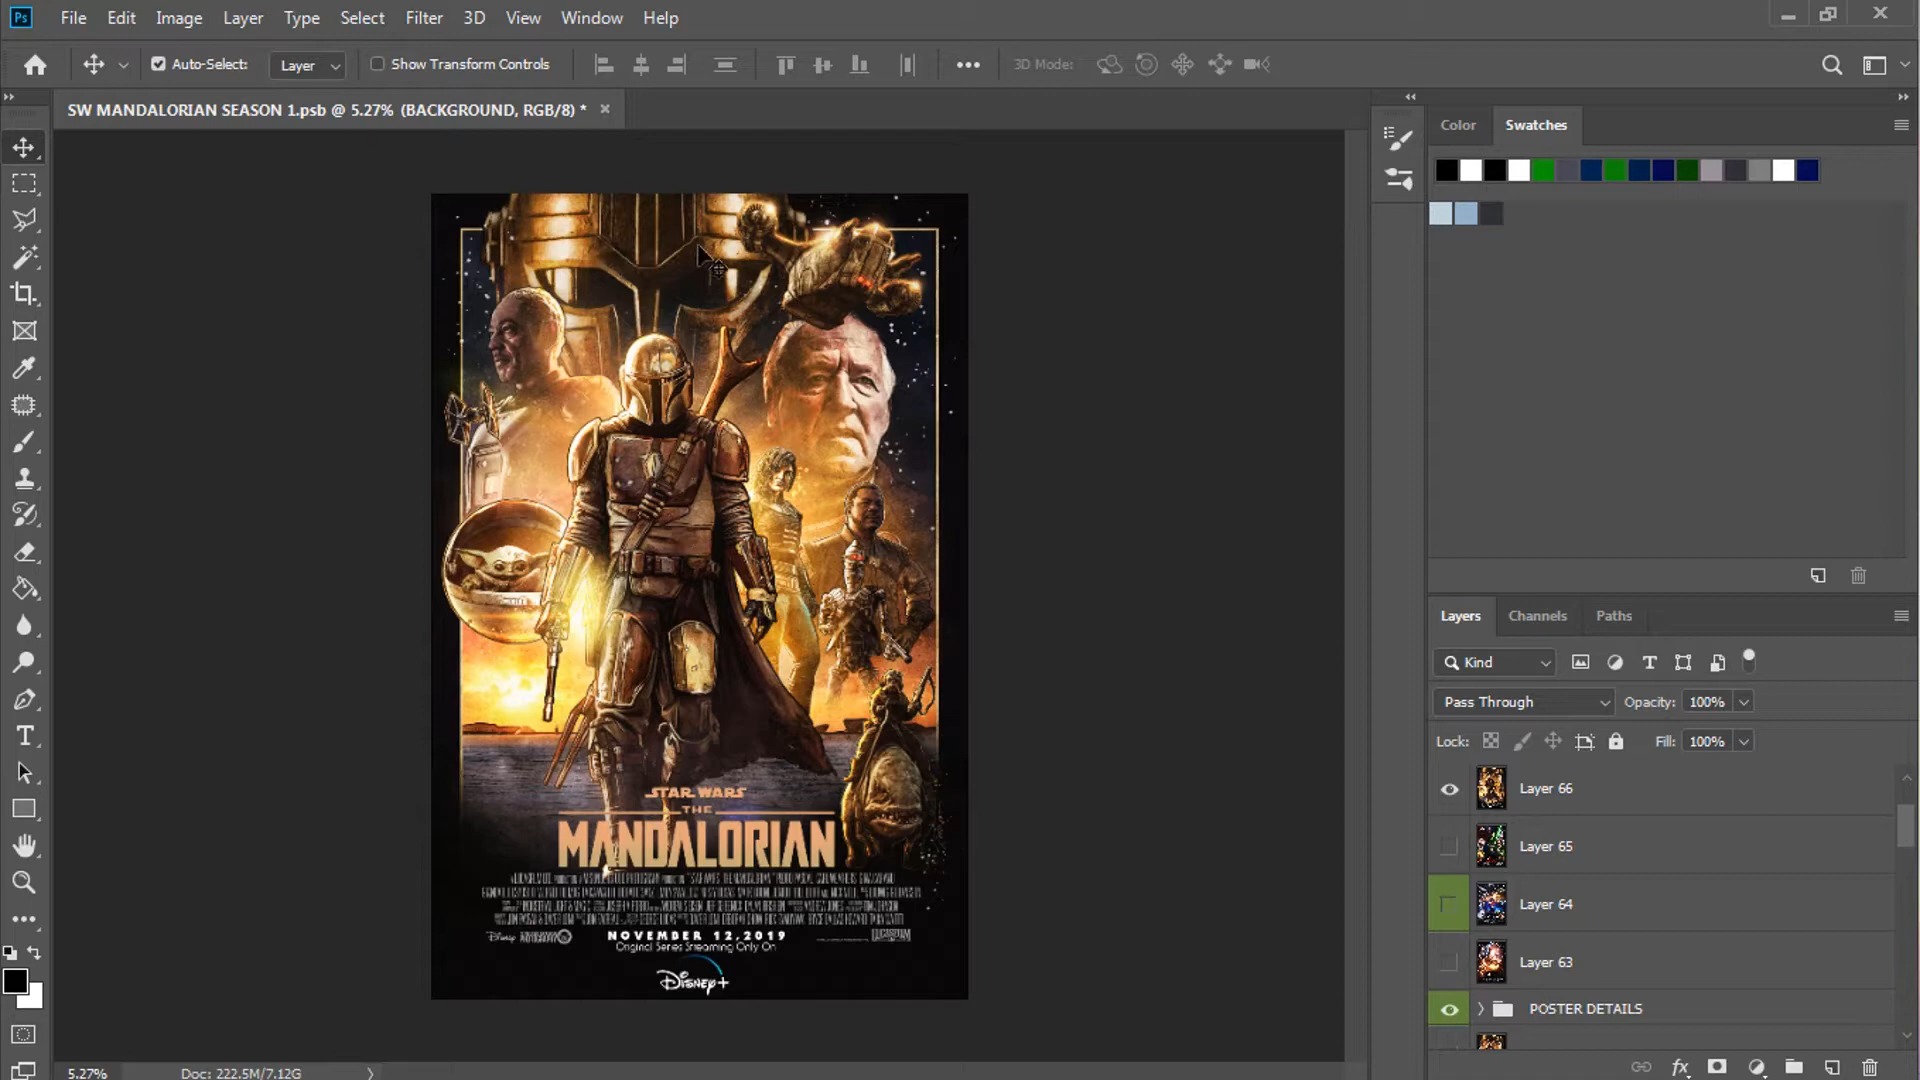 Ps File Edit Image Layer Type Select Filter 3D View Window Help
Auto-Select: Layer Show Transform Controls 3D Mode:
SW MANDALORIAN SEASON 1.psb @ 5.27% (BACKGROUND, RGB/8) * ×
Color Swatches
STAR WARS
THE
MANDALORIAN
Disney
NOVEMBER 12,2019
Original Series Streaming Only On
Disney+
Layers Channels Paths
Kind
Pass Through Opacity: 100%
Lock: Fill: 100%
Layer 66
Layer 65
Layer 64
Layer 63
POSTER DETAILS
fx
5.27% Doc: 222.5M/7.12G